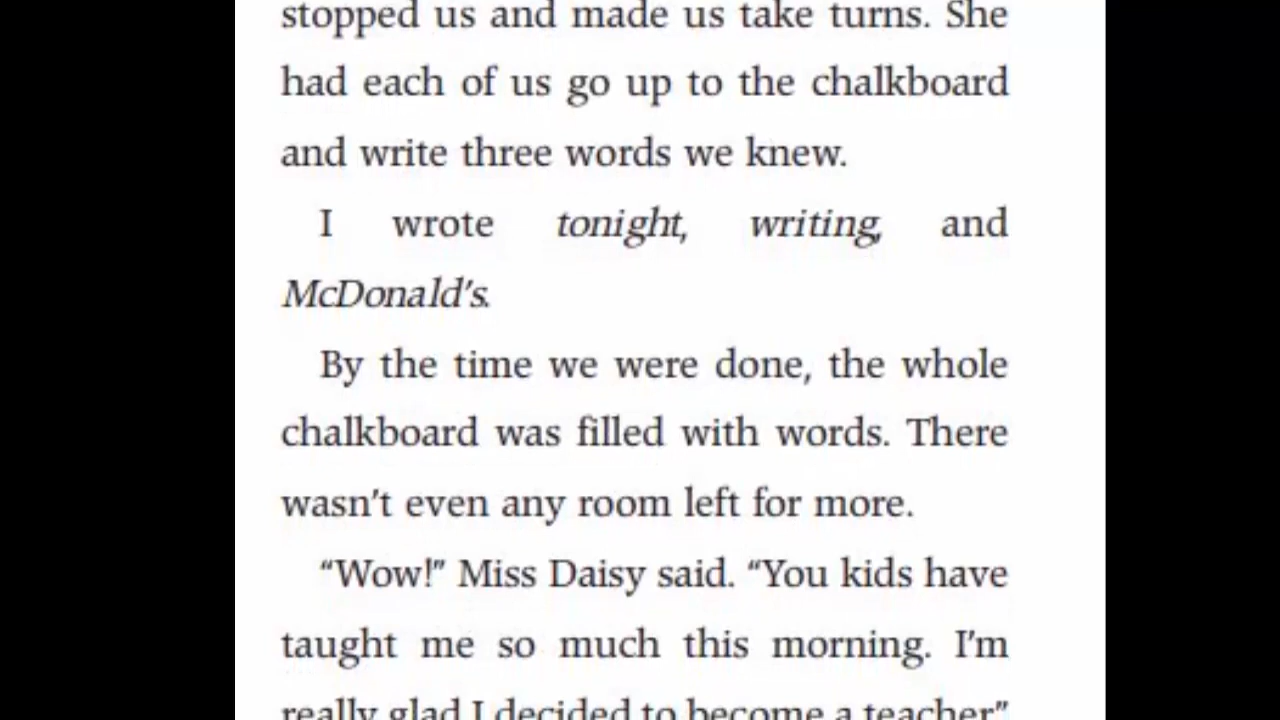 stopped us and made us take turns. She
had each of us go up to the chalkboard
and write three words we knew.
I wrote tonight, writing, and
McDonald’s.
By the time we were done, the whole
chalkboard was filled with words. There
wasn’t even any room left for more.
“Wow!” Miss Daisy said. “You kids have
taught me so much this morning. I’m
really glad I decided to become a teacher.”